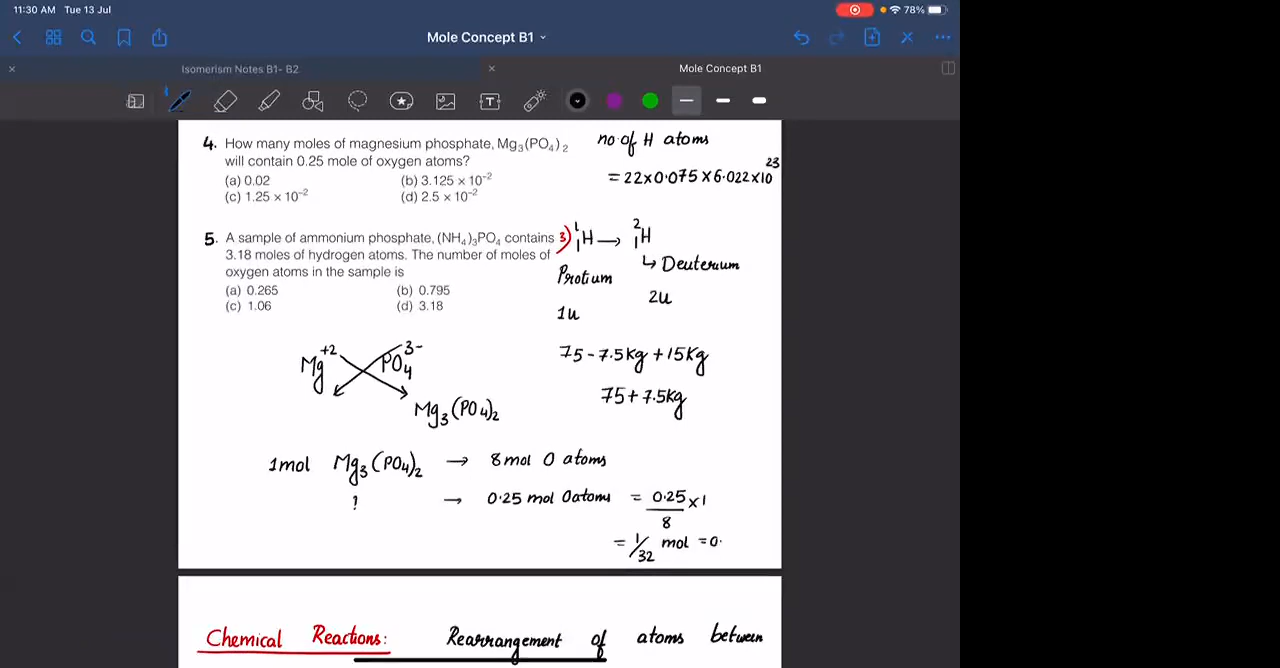 11:30 AM Tue 13 Jul
78%
Mole Concept B1
Isomerism Notes B1- B2
Mole Concept B1
4. How many moles of magnesium phosphate, Mg₃(PO₄)₂
will contain 0.25 mole of oxygen atoms?
(a) 0.02 (b) 3.125 × 10⁻²
(c) 1.25 × 10⁻² (d) 2.5 × 10⁻²
no. of H atoms
= 22×0.075×6.022×10²³
5. A sample of ammonium phosphate, (NH₄)₃PO₄ contains
3.18 moles of hydrogen atoms. The number of moles of
oxygen atoms in the sample is
(a) 0.265 (b) 0.795
(c) 1.06 (d) 3.18
3) ¹₁H → ²₁H
↳ Deuterium
Protium
2u
1u
75 - 7.5kg + 15kg
75 + 7.5kg
Mg⁺² PO₄³⁻
Mg₃(PO₄)₂
1mol Mg₃(PO₄)₂ → 8 mol O atoms
? → 0.25 mol O atoms = 0.25/8 × 1
= 1/32 mol = 0.
Chemical Reactions: Rearrangement of atoms between